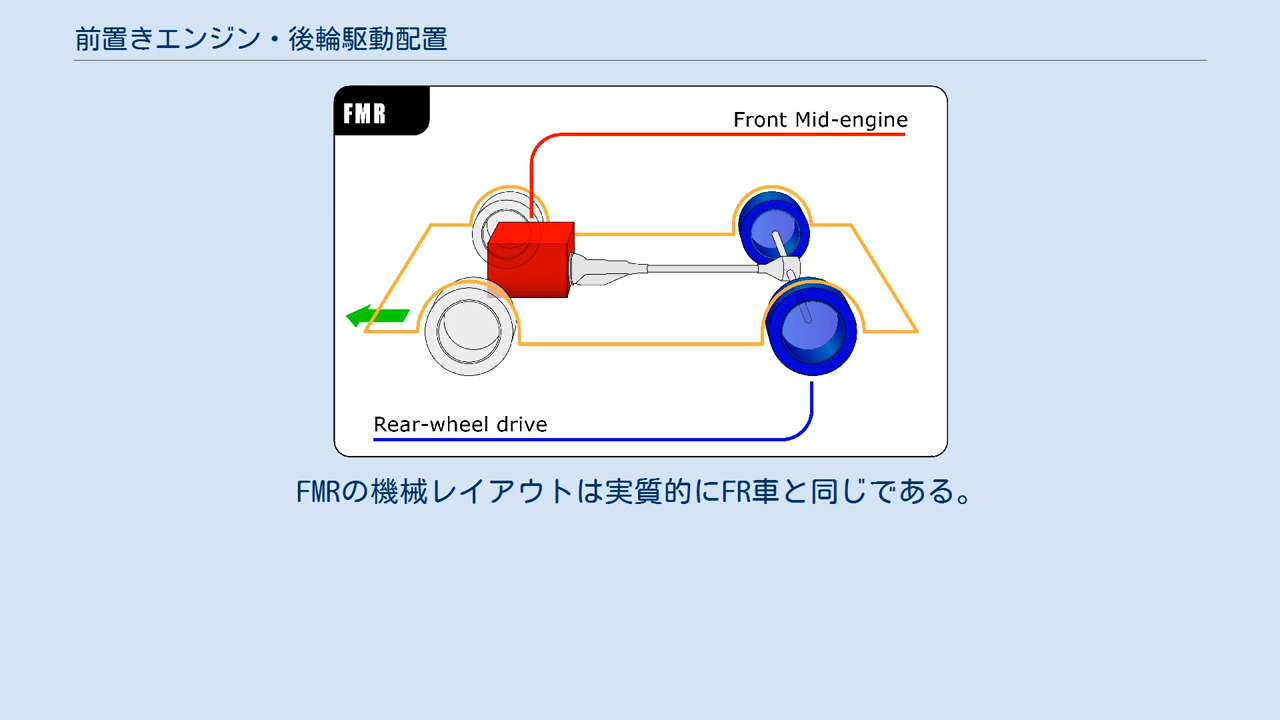 前置きエンジン・後輪駆動配置
FMR
Front Mid-engine
Rear-wheel drive
FMRの機械レイアウトは実質的にFR車と同じである。